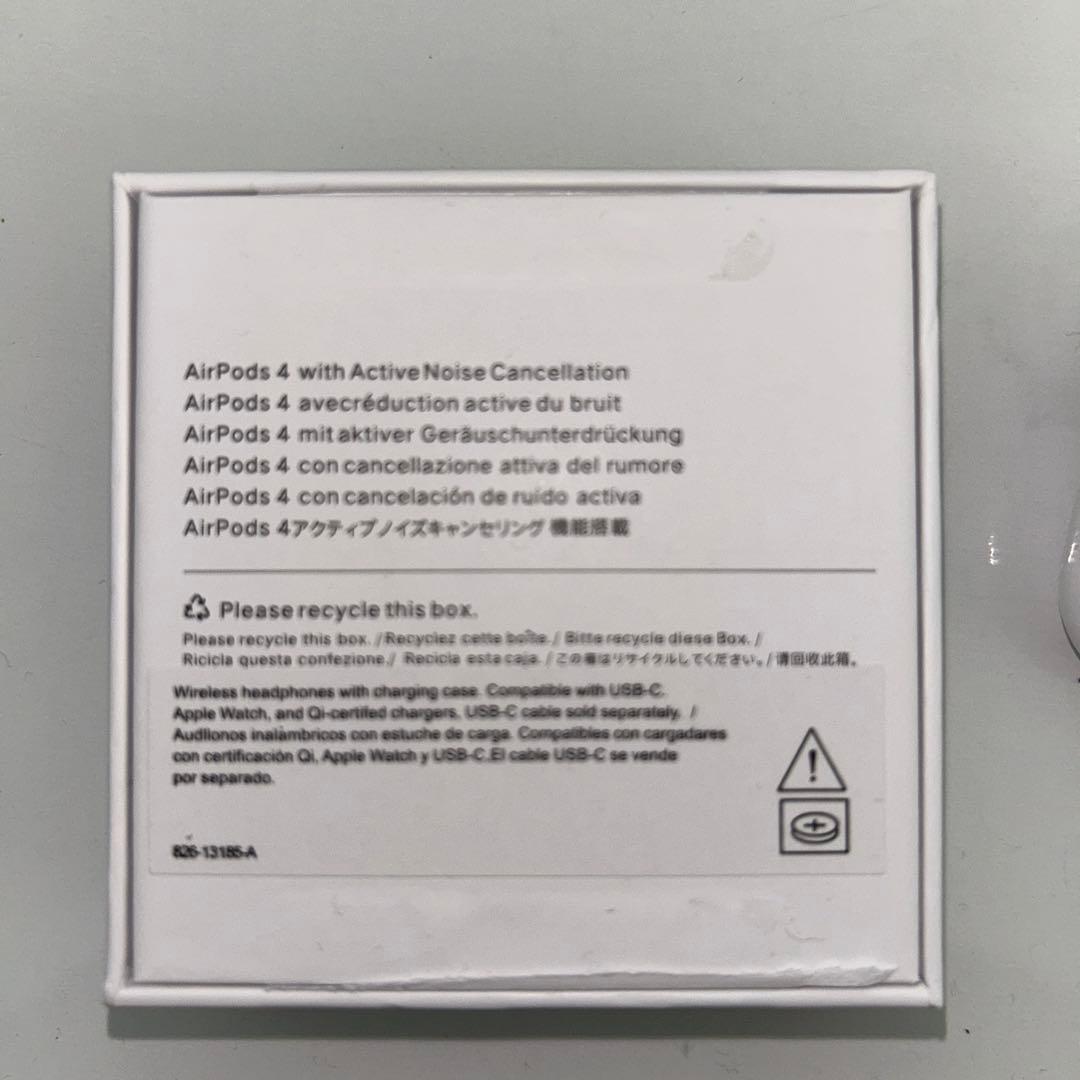 AirPods 4 with Active Noise Cancellation
AirPods 4 avecréduction active du bruit
AirPods 4 mit aktiver Geräuschunterdrückung
AirPods 4 con cancellazione attiva del rumore
AirPods 4 con cancelación de ruido activa
AirPods 4アクティブノイズキャンセリング 機能搭載
Please recycle this box.
Please recycle this box. /Recyclez cette boîte. / Bitte recycle diese Box. /
Ricicla questa confezione./ Recicla esta caja. / この箱はリサイクルしてください。/ 请回收此箱。
Wireless headphones with charging case. Compatible with USB-C,
Apple Watch, and Qi-certifed chargers. USB-C cable sold separately. /
Audllonos inalàmbricos con estuche de carga. Compatibles con cargadares
con certificación Qi, Apple Watch y USB-C.El cable USB-C se vende
por separado.
826-13185-A